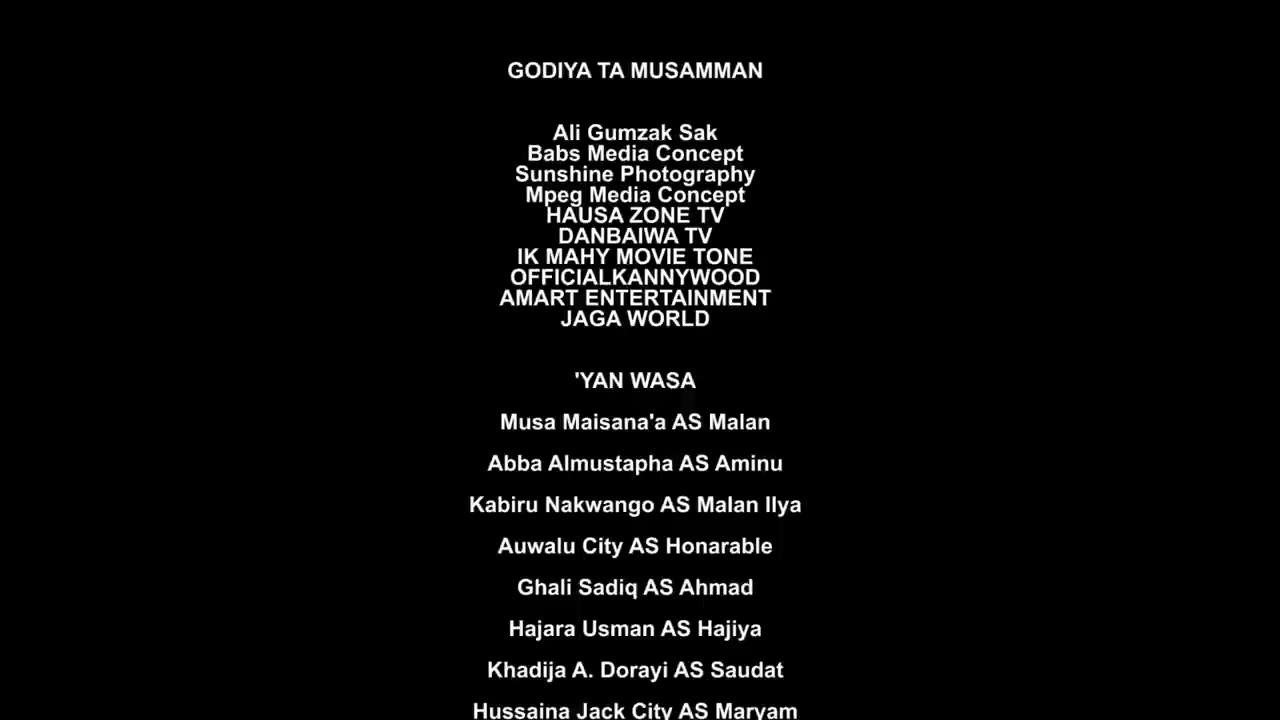 GODIYA TA MUSAMMAN
Ali Gumzak Sak
Babs Media Concept
Sunshine Photography
Mpeg Media Concept
HAUSA ZONE TV
DANBAIWA TV
IK MAHY MOVIE TONE
OFFICIALKANNYWOOD
AMART ENTERTAINMENT
JAGA WORLD
'YAN WASA
Musa Maisana'a AS Malan
Abba Almustapha AS Aminu
Kabiru Nakwango AS Malan Ilya
Auwalu City AS Honarable
Ghali Sadiq AS Ahmad
Hajara Usman AS Hajiya
Khadija A. Dorayi AS Saudat
Hussaina Jack City AS Maryam